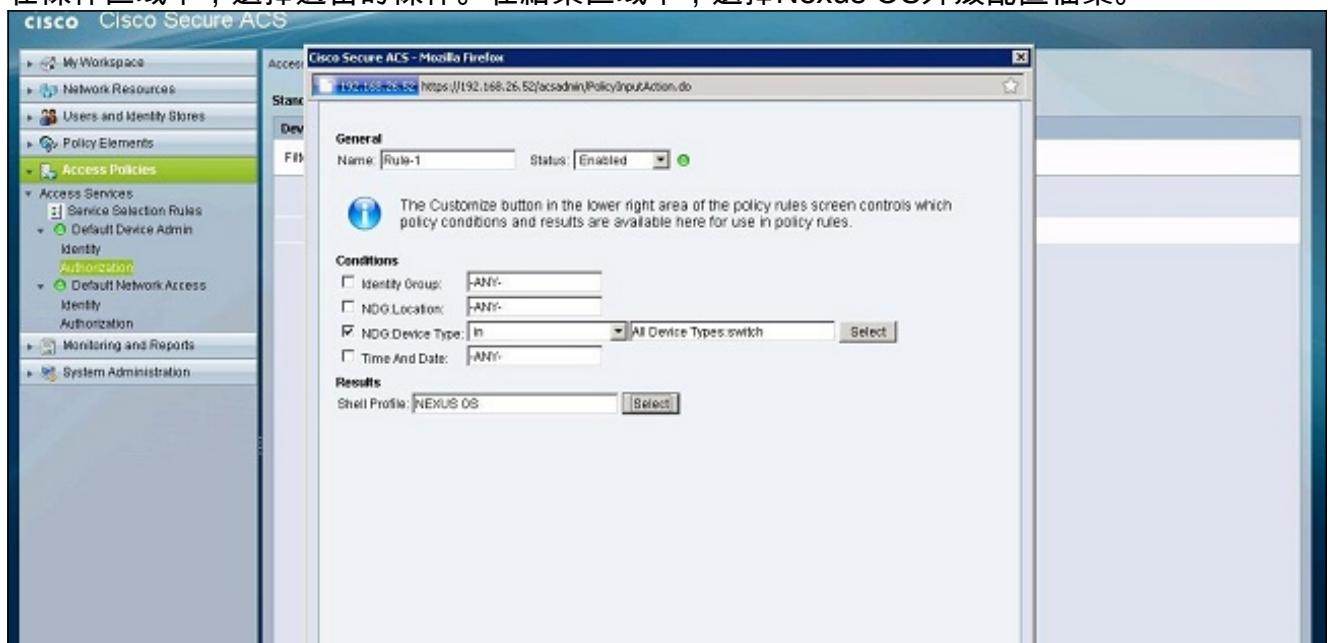 在條件區域中，選擇適當的條件。在結果區域中，選擇Nexus OS外殼配置檔案。
CISCO Cisco Secure ACS
My Workspace
Network Resources
Users and Identity Stores
Policy Elements
Access Policies
Access Services
Service Selection Rules
Default Device Admin
Identity
Authorization
Default Network Access
Identity
Authorization
Monitoring and Reports
System Administration
Cisco Secure ACS - Mozilla Firefox
192.168.26.52 https://192.168.26.52/acsadmin/PolicyInputAction.do
General
Name: Rule-1 Status: Enabled
The Customize button in the lower right area of the policy rules screen controls which
policy conditions and results are available here for use in policy rules.
Conditions
Identity Group: -ANY-
NDG:Location: -ANY-
NDG:Device Type: in All Device Types:switch Select
Time And Date: -ANY-
Results
Shell Profile: NEXUS OS Select